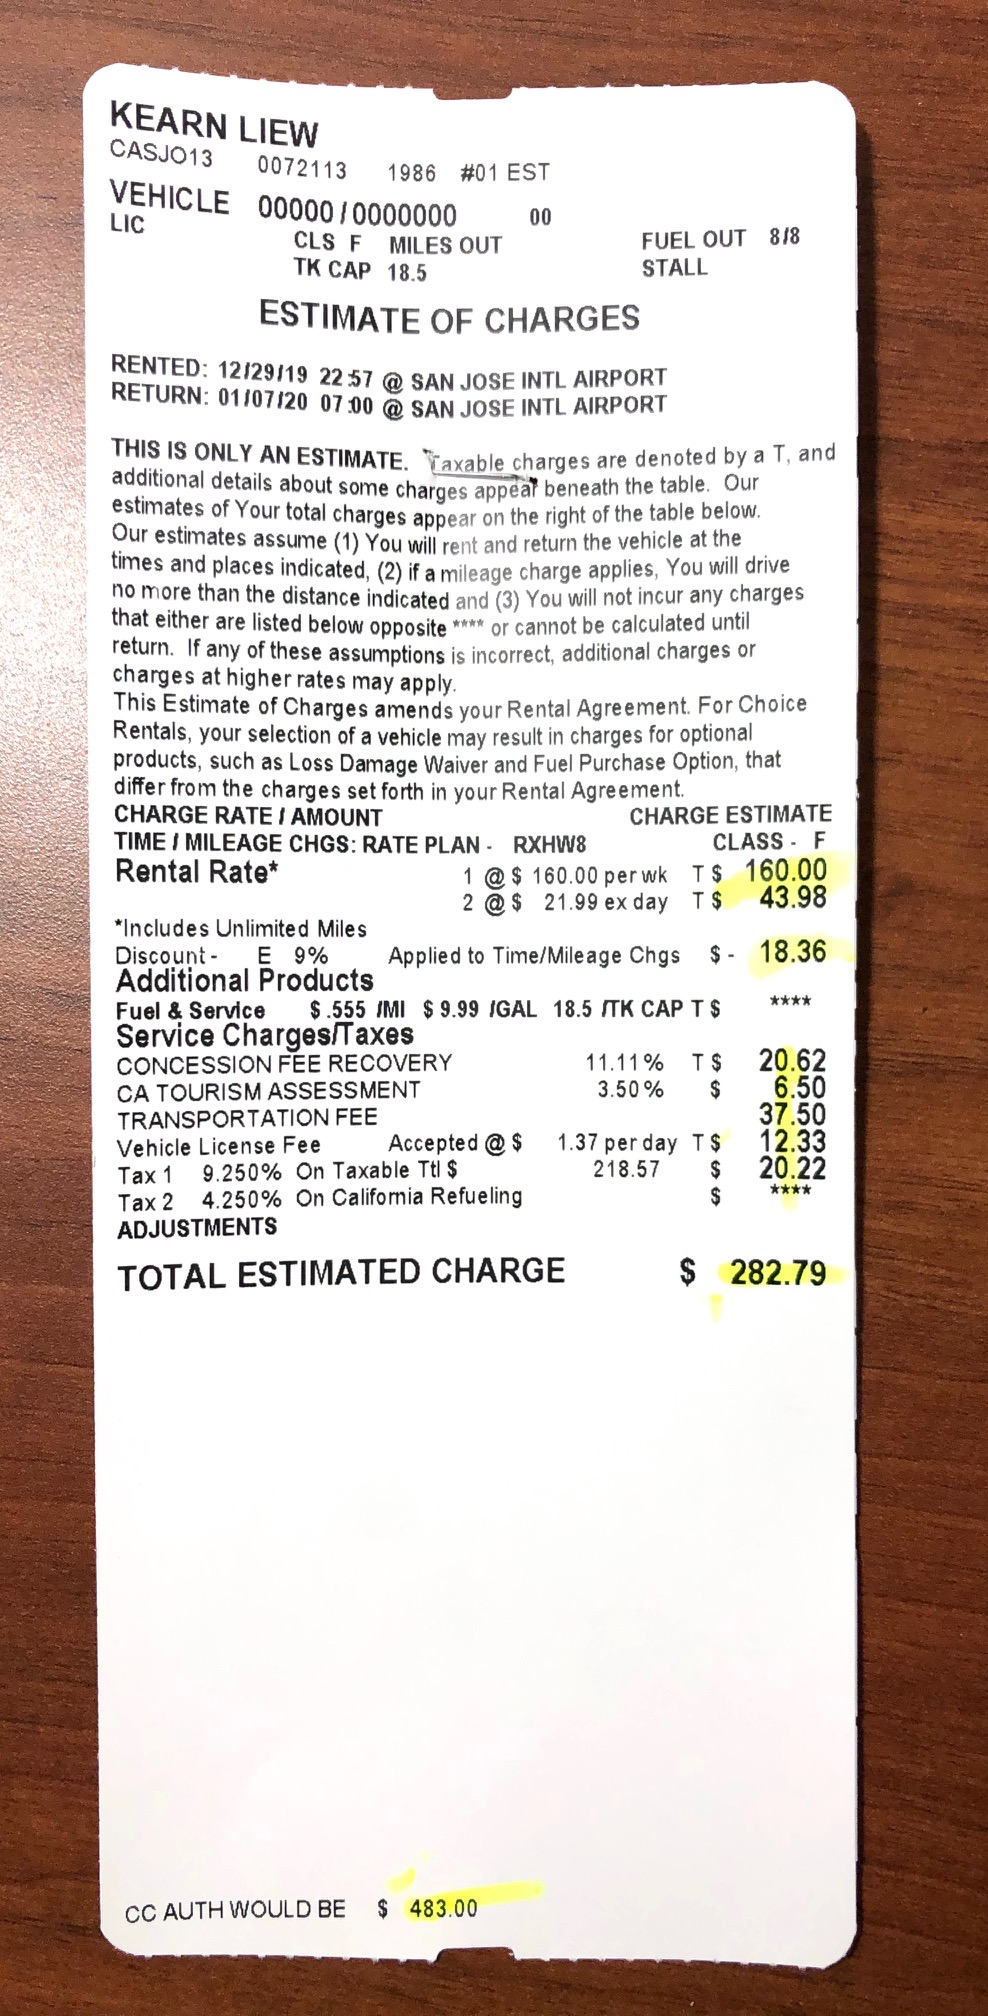 KEARN LIEW
CASJO13 0072113 1986 #01 EST
VEHICLE 00000/0000000 00
LIC
CLS F MILES OUT FUEL OUT 8/8
TK CAP 18.5 STALL
ESTIMATE OF CHARGES
RENTED: 12/29/19 22:57 @ SAN JOSE INTL AIRPORT
RETURN: 01/07/20 07:00 @ SAN JOSE INTL AIRPORT
THIS IS ONLY AN ESTIMATE. Taxable charges are denoted by a T, and
additional details about some charges appear beneath the table. Our
estimates of Your total charges appear on the right of the table below.
Our estimates assume (1) You will rent and return the vehicle at the
times and places indicated, (2) if a mileage charge applies, You will drive
no more than the distance indicated and (3) You will not incur any charges
that either are listed below opposite **** or cannot be calculated until
return. If any of these assumptions is incorrect, additional charges or
charges at higher rates may apply.
This Estimate of Charges amends your Rental Agreement. For Choice
Rentals, your selection of a vehicle may result in charges for optional
products, such as Loss Damage Waiver and Fuel Purchase Option, that
differ from the charges set forth in your Rental Agreement.
CHARGE RATE / AMOUNT CHARGE ESTIMATE
TIME / MILEAGE CHGS: RATE PLAN - RXHW8 CLASS - F
Rental Rate* 1 @ $ 160.00 per wk T $ 160.00
2 @ $ 21.99 ex day T $ 43.98
*Includes Unlimited Miles
Discount - E 9% Applied to Time/Mileage Chgs $ - 18.36
Additional Products
Fuel & Service $ .555 /MI $ 9.99 /GAL 18.5 /TK CAP T $ ****
Service Charges/Taxes
CONCESSION FEE RECOVERY 11.11% T $ 20.62
CA TOURISM ASSESSMENT 3.50% $ 6.50
TRANSPORTATION FEE 37.50
Vehicle License Fee Accepted @ $ 1.37 per day T $ 12.33
Tax 1 9.250% On Taxable Ttl $ 218.57 $ 20.22
Tax 2 4.250% On California Refueling $ ****
ADJUSTMENTS
TOTAL ESTIMATED CHARGE $ 282.79
CC AUTH WOULD BE $ 483.00